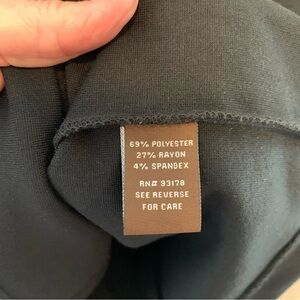 69% POLYESTER
27% RAYON
4% SPANDEX
RN# 93178
SEE REVERSE
FOR CARE